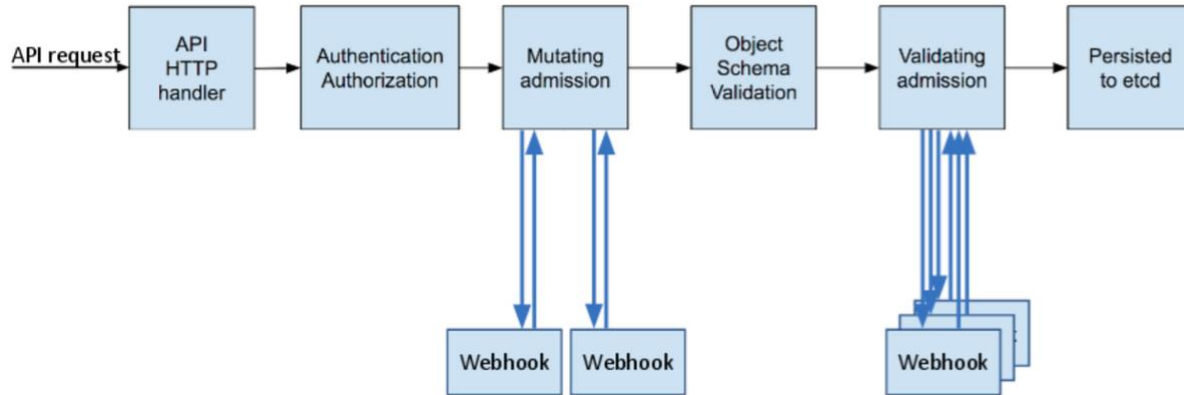 API request
API
HTTP
handler
Authentication
Authorization
Mutating
admission
Object
Schema
Validation
Validating
admission
Persisted
to etcd
Webhook
Webhook
Webhook